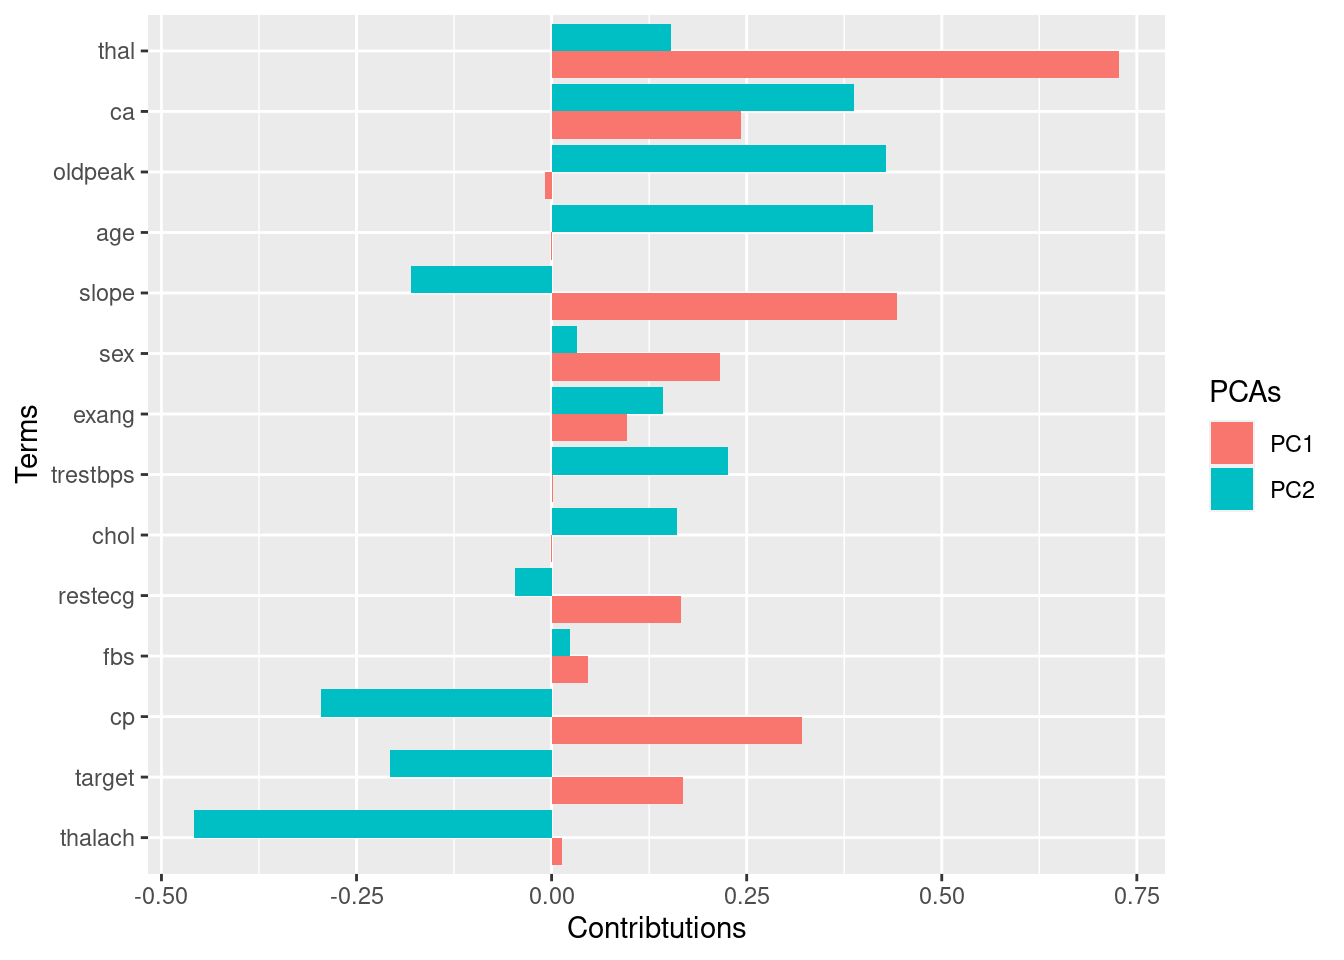 thal
ca
oldpeak
age
slope
sex
exang
trestbps
chol
restecg
fbs
cp
target
thalach
Terms
-0.50 -0.25 0.00 0.25 0.50 0.75
Contribtutions
PCAs
PC1
PC2